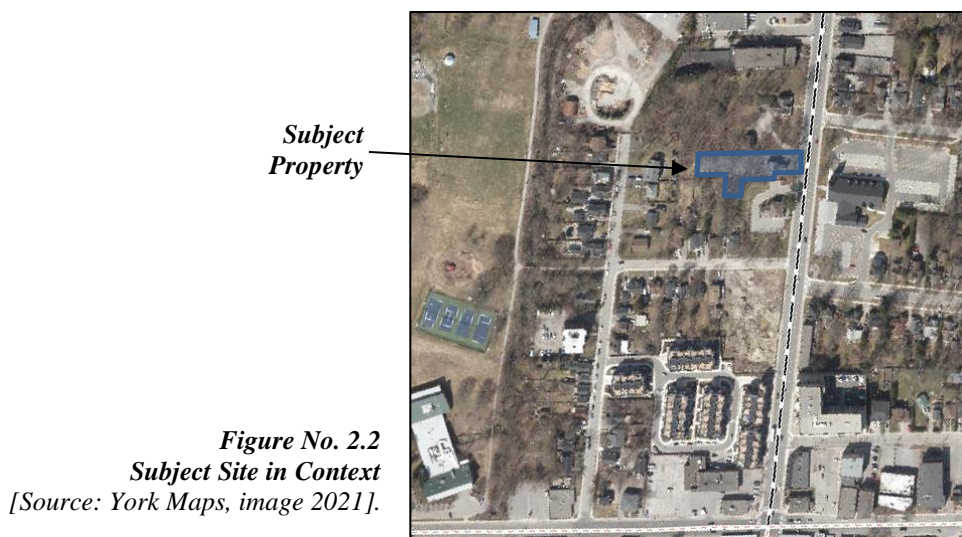 Subject
Property
Figure No. 2.2
Subject Site in Context
[Source: York Maps, image 2021].